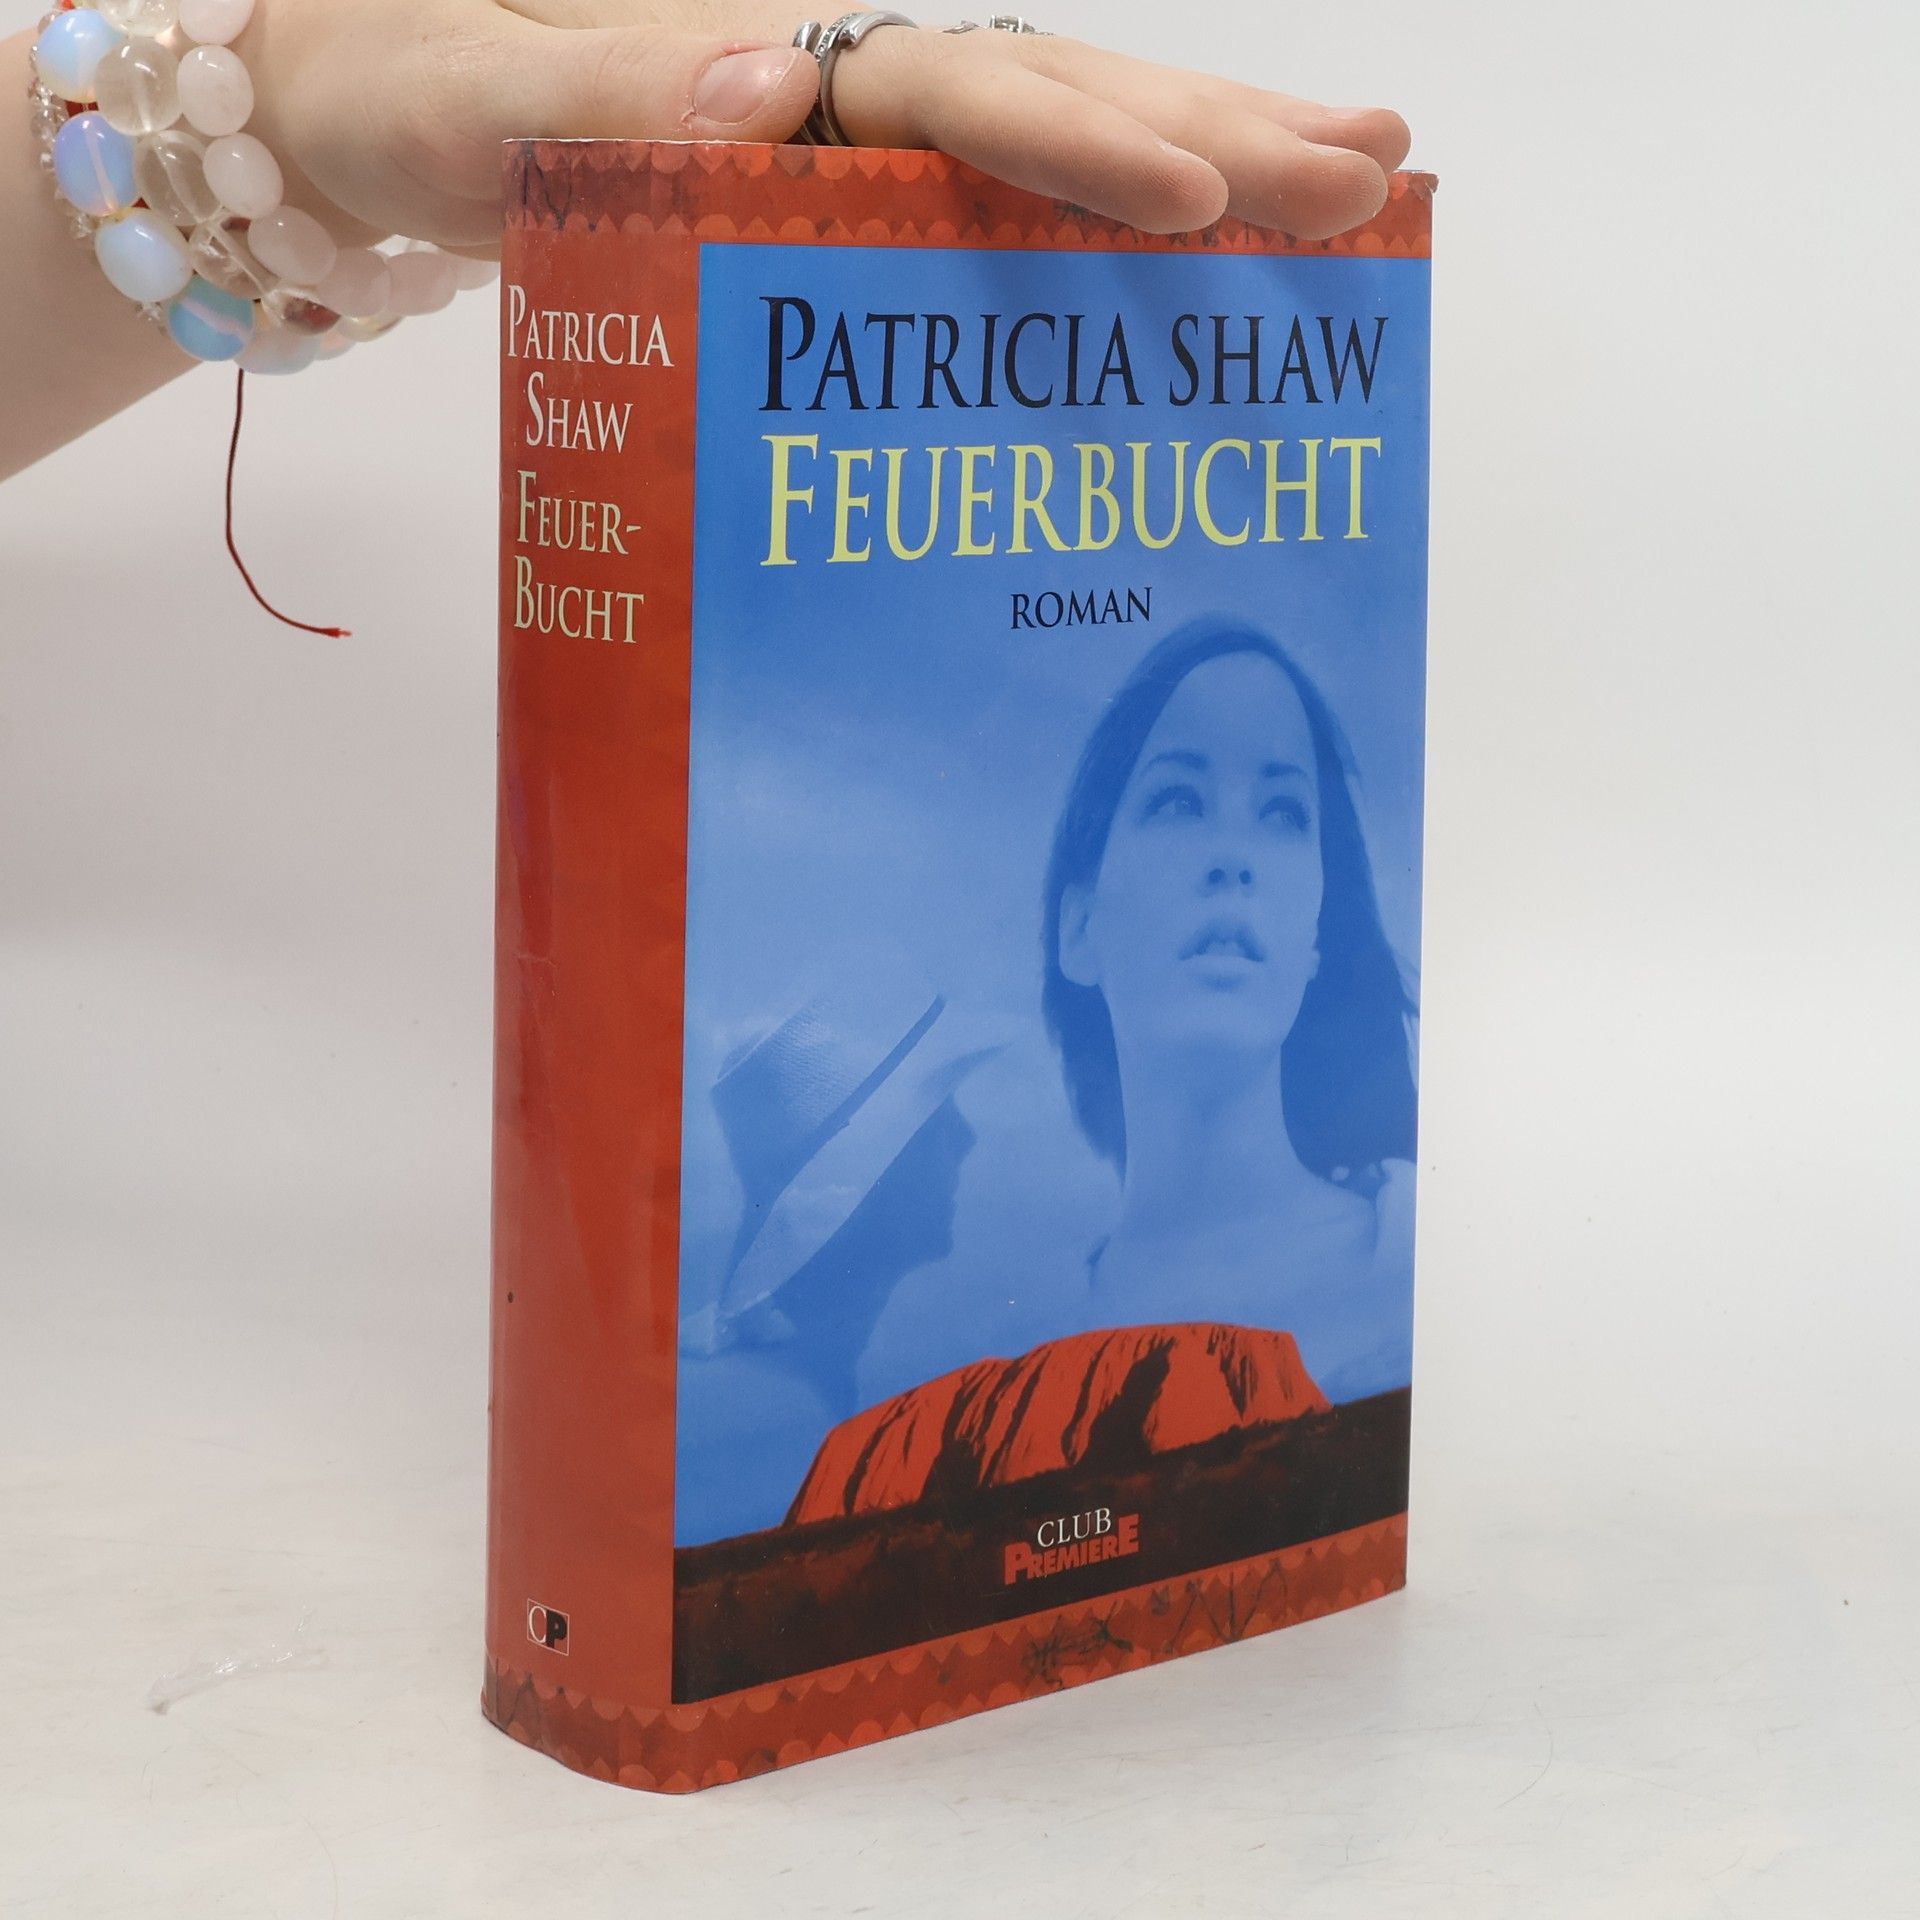 PATRICIA
SHAW
FEUER-
BUCHT
CP
PATRICIA SHAW
FEUERBUCHT
ROMAN
CLUB
PREMIERE